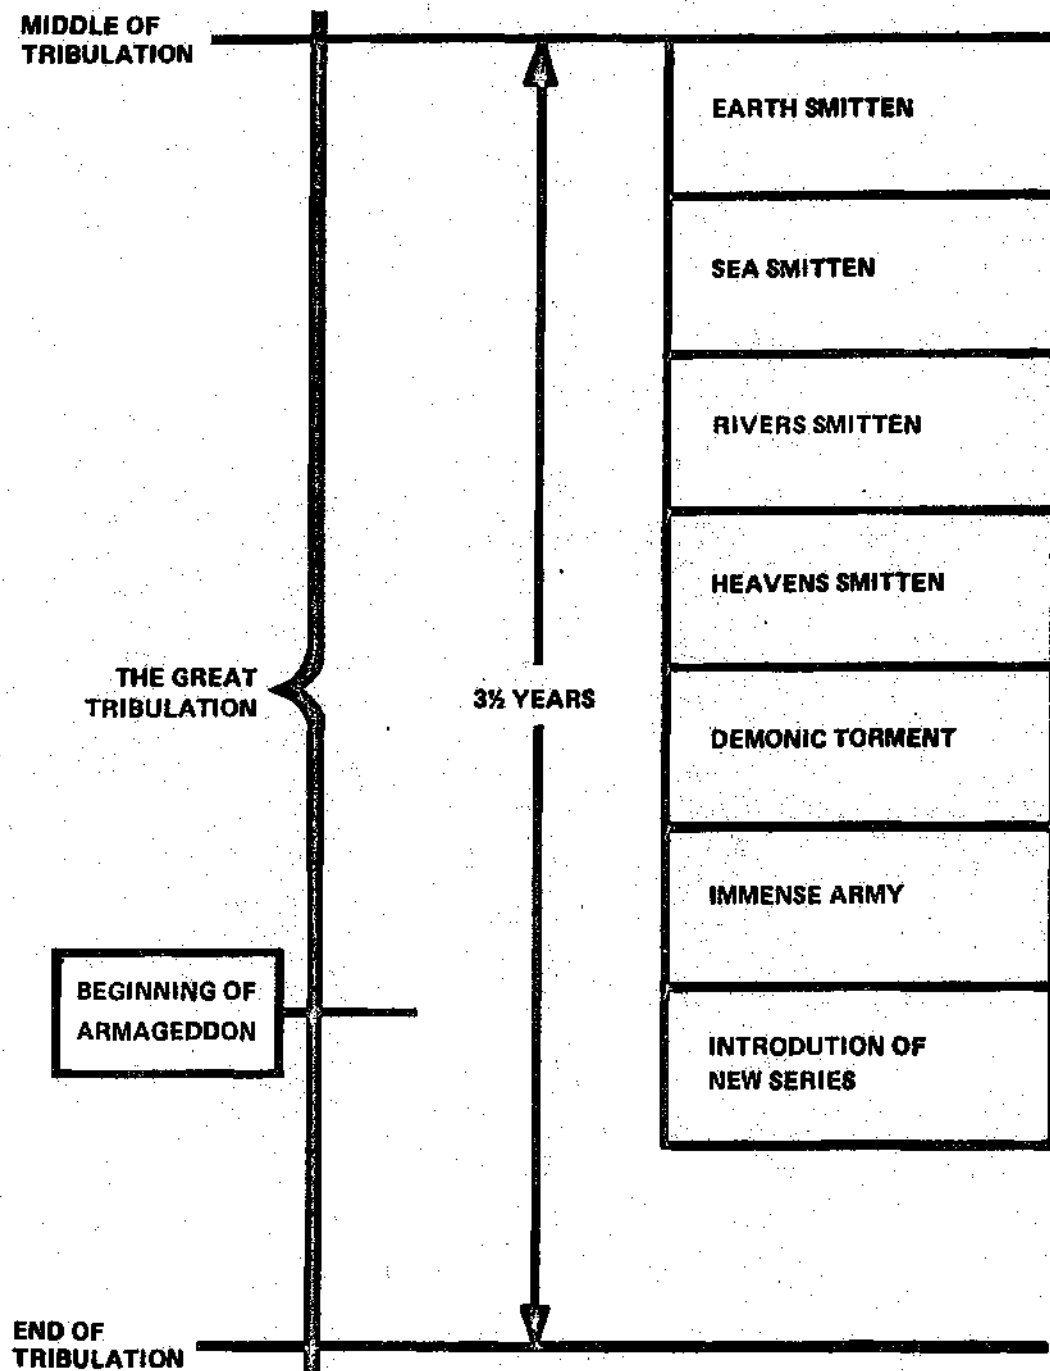 MIDDLE OF
TRIBULATION
EARTH SMITTEN
SEA SMITTEN
RIVERS SMITTEN
HEAVENS SMITTEN
THE GREAT
TRIBULATION
3½ YEARS
DEMONIC TORMENT
IMMENSE ARMY
BEGINNING OF
ARMAGEDDON
INTRODUTION OF
NEW SERIES
END OF
TRIBULATION